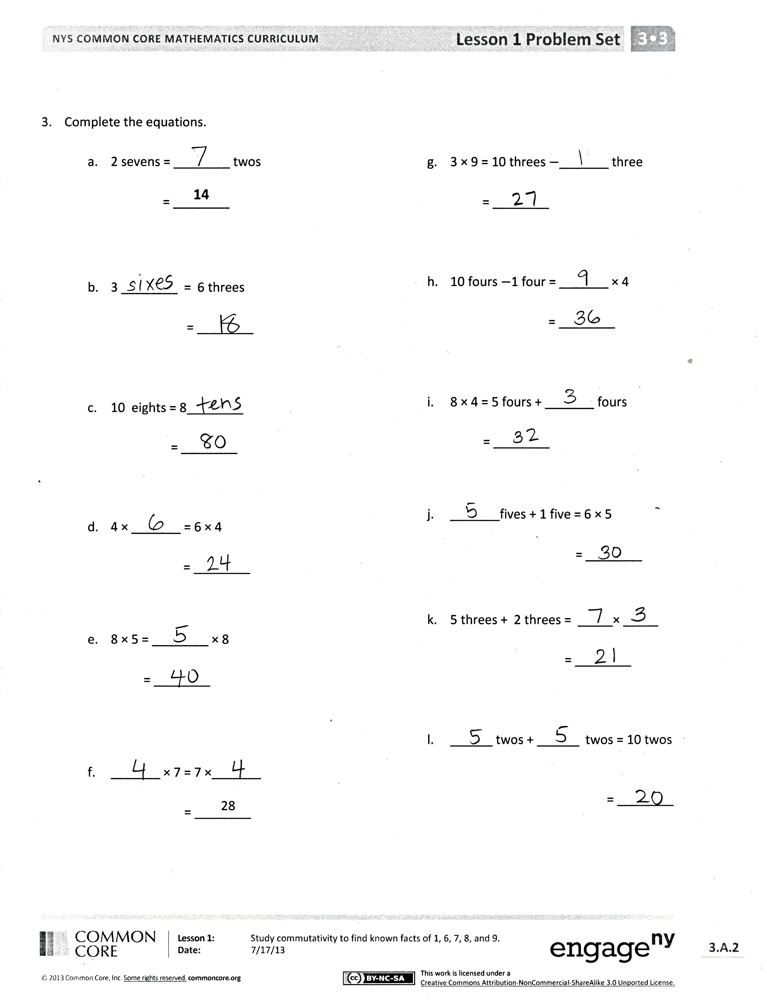 NYS COMMON CORE MATHEMATICS CURRICULUM Lesson 1 Problem Set 3•3
3. Complete the equations.
a. 2 sevens = 7 twos
= 14
b. 3 sixes = 6 threes
= 18
c. 10 eights = 8 tens
= 80
d. 4 × 6 = 6 × 4
= 24
e. 8 × 5 = 5 × 8
= 40
f. 4 × 7 = 7 × 4
= 28
g. 3 × 9 = 10 threes – 1 three
= 27
h. 10 fours –1 four = 9 × 4
= 36
i. 8 × 4 = 5 fours + 3 fours
= 32
j. 5 fives + 1 five = 6 × 5
= 30
k. 5 threes + 2 threes = 7 × 3
= 21
l. 5 twos + 5 twos = 10 twos
= 20
COMMON
CORE
Lesson 1: Study commutativity to find known facts of 1, 6, 7, 8, and 9.
Date: 7/17/13
engage ny
3.A.2
© 2013 Common Core, Inc. Some rights reserved. commoncore.org
cc BY-NC-SA
This work is licensed under a
Creative Commons Attribution-NonCommercial-ShareAlike 3.0 Unported License.